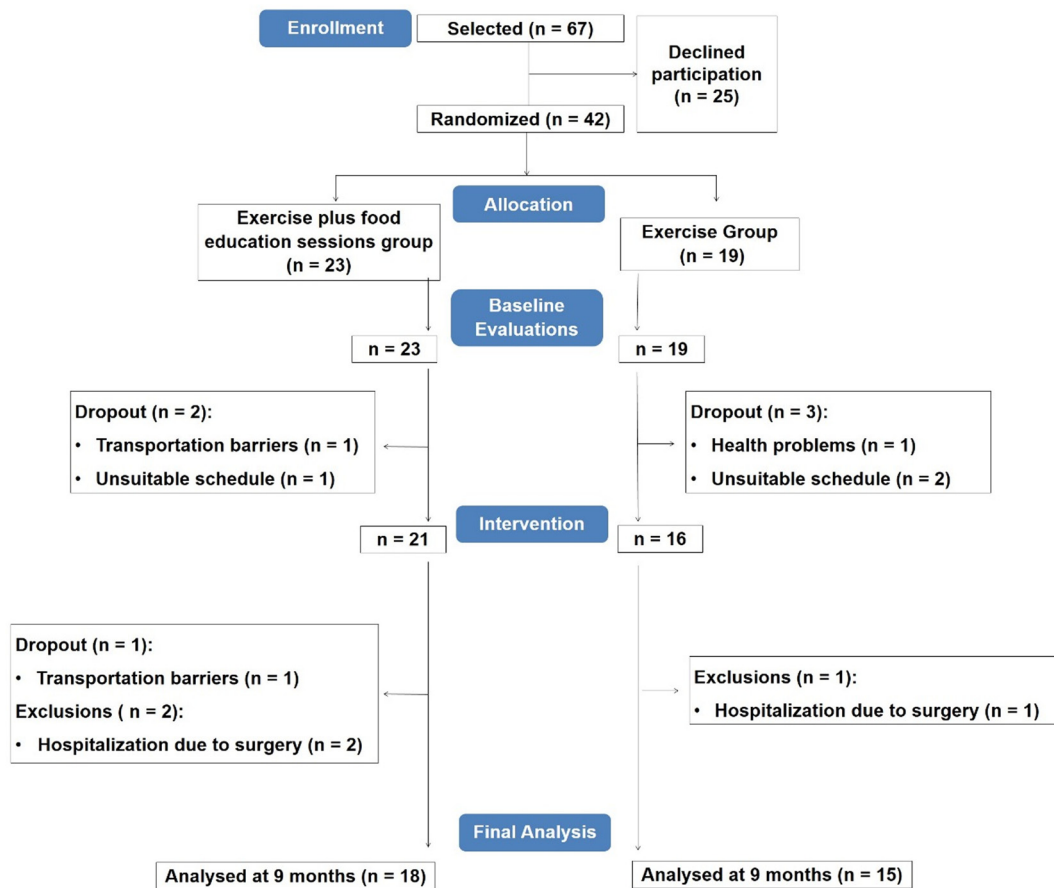 Enrollment
Selected (n = 67)
Declined
participation
(n = 25)
Randomized (n = 42)
Allocation
Exercise plus food
education sessions group
(n = 23)
Exercise Group
(n = 19)
Baseline
Evaluations
n = 23
n = 19
Dropout (n = 2):
• Transportation barriers (n = 1)
• Unsuitable schedule (n = 1)
Dropout (n = 3):
• Health problems (n = 1)
• Unsuitable schedule (n = 2)
Intervention
n = 21
n = 16
Dropout (n = 1):
• Transportation barriers (n = 1)
Exclusions ( n = 2):
• Hospitalization due to surgery (n = 2)
Exclusions (n = 1):
• Hospitalization due to surgery (n = 1)
Final Analysis
Analysed at 9 months (n = 18)
Analysed at 9 months (n = 15)